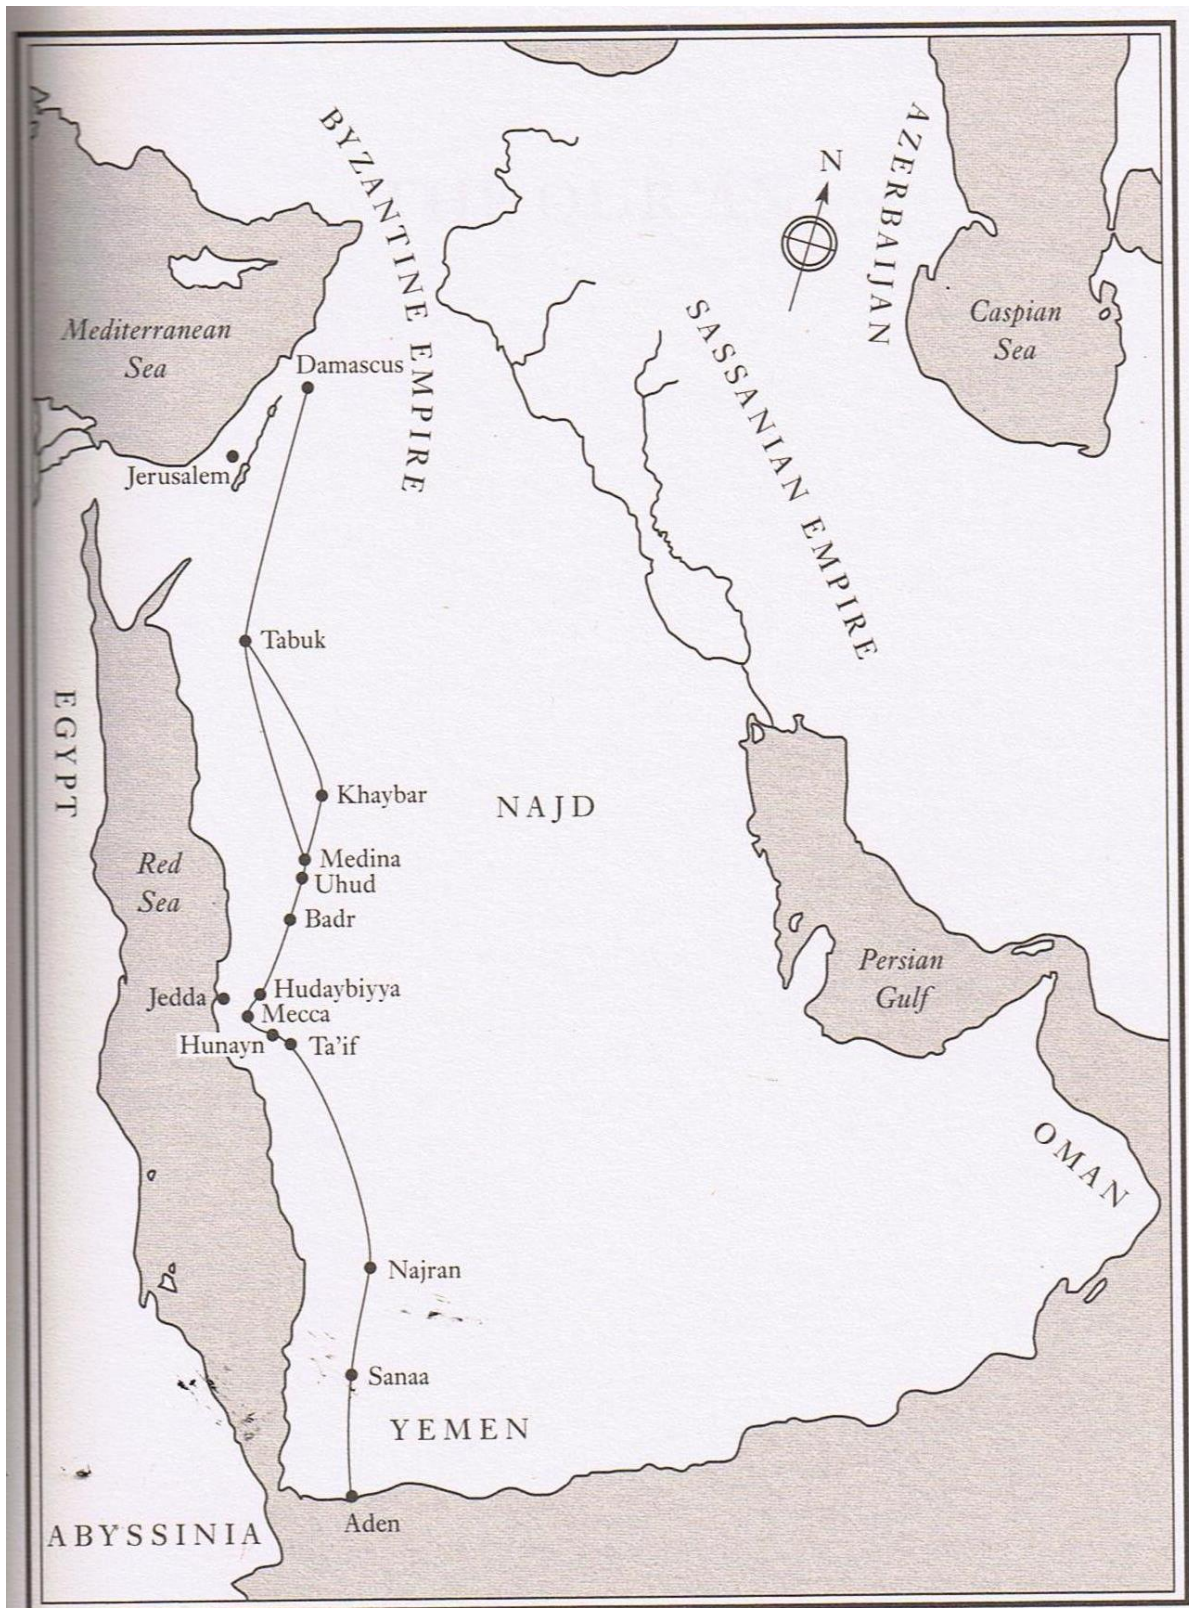 BYZANTINE EMPIRE
N
AZERBAIJAN
Mediterranean
Sea
Caspian
Sea
SASSANIAN EMPIRE
Damascus
Jerusalem
Tabuk
EGYPT
Khaybar
NAJD
Medina
Uhud
Red
Sea
Badr
Persian
Gulf
Jedda
Hudaybiyya
Mecca
Hunayn
Ta'if
OMAN
Najran
Sanaa
YEMEN
Aden
ABYSSINIA